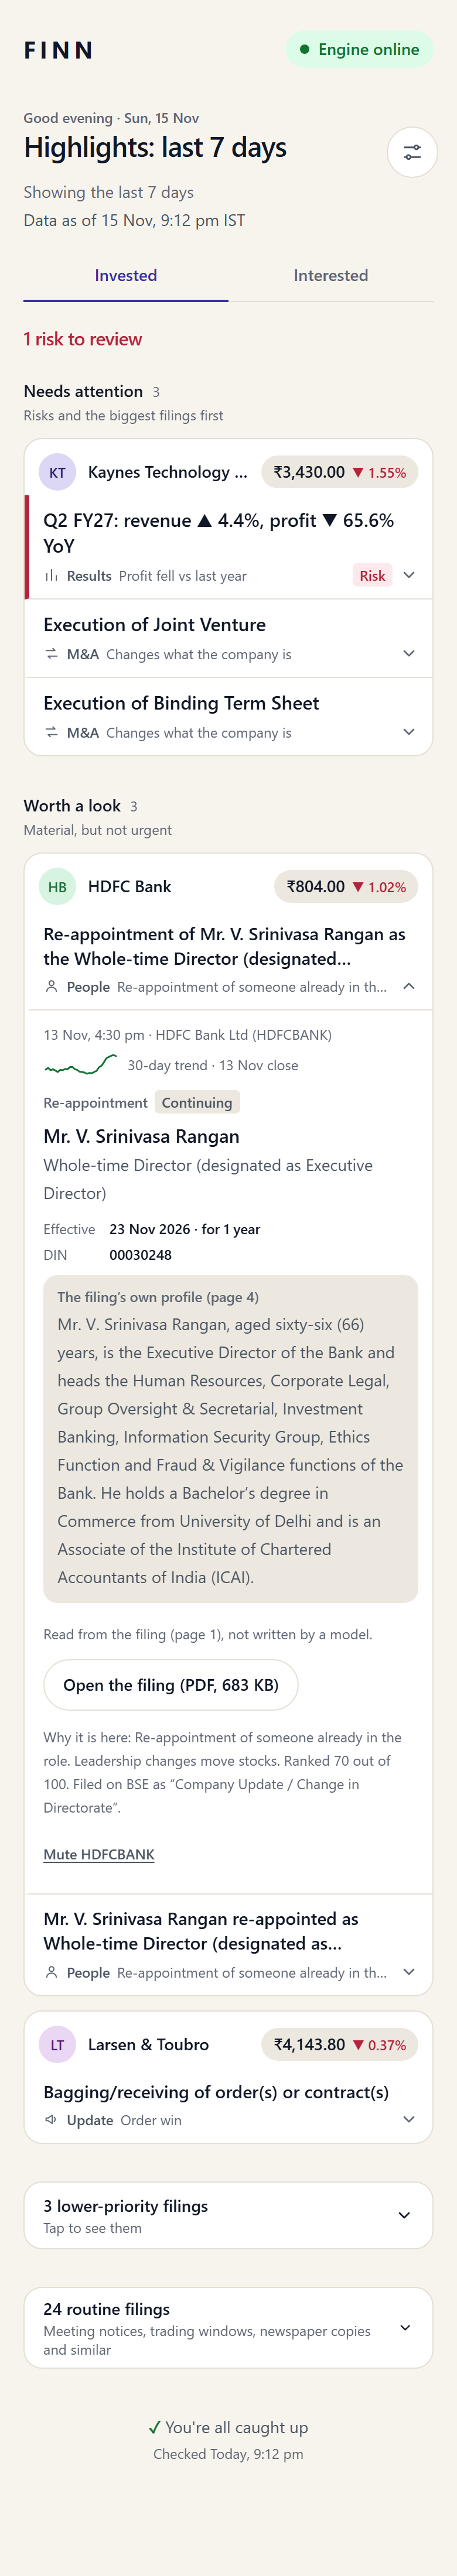 FINN
Engine online
Good evening · Sun, 15 Nov
Highlights: last 7 days
Showing the last 7 days
Data as of 15 Nov, 9:12 pm IST
Invested
Interested
1 risk to review
Needs attention 3
Risks and the biggest filings first
KT
Kaynes Technology ...
₹3,430.00 ▼ 1.55%
Q2 FY27: revenue ▲ 4.4%, profit ▼ 65.6%
YoY
Results Profit fell vs last year
Risk
Execution of Joint Venture
M&A Changes what the company is
Execution of Binding Term Sheet
M&A Changes what the company is
Worth a look 3
Material, but not urgent
HB
HDFC Bank
₹804.00 ▼ 1.02%
Re-appointment of Mr. V. Srinivasa Rangan as
the Whole-time Director (designated...
People Re-appointment of someone already in th...
13 Nov, 4:30 pm · HDFC Bank Ltd (HDFCBANK)
30-day trend · 13 Nov close
Re-appointment Continuing
Mr. V. Srinivasa Rangan
Whole-time Director (designated as Executive
Director)
Effective 23 Nov 2026 · for 1 year
DIN 00030248
The filing's own profile (page 4)
Mr. V. Srinivasa Rangan, aged sixty-six (66)
years, is the Executive Director of the Bank and
heads the Human Resources, Corporate Legal,
Group Oversight & Secretarial, Investment
Banking, Information Security Group, Ethics
Function and Fraud & Vigilance functions of the
Bank. He holds a Bachelor's degree in
Commerce from University of Delhi and is an
Associate of the Institute of Chartered
Accountants of India (ICAI).
Read from the filing (page 1), not written by a model.
Open the filing (PDF, 683 KB)
Why it is here: Re-appointment of someone already in the
role. Leadership changes move stocks. Ranked 70 out of
100. Filed on BSE as “Company Update / Change in
Directorate”.
Mute HDFCBANK
Mr. V. Srinivasa Rangan re-appointed as
Whole-time Director (designated as...
People Re-appointment of someone already in th...
LT
Larsen & Toubro
₹4,143.80 ▼ 0.37%
Bagging/receiving of order(s) or contract(s)
Update Order win
3 lower-priority filings
Tap to see them
24 routine filings
Meeting notices, trading windows, newspaper copies
and similar
✓ You're all caught up
Checked Today, 9:12 pm